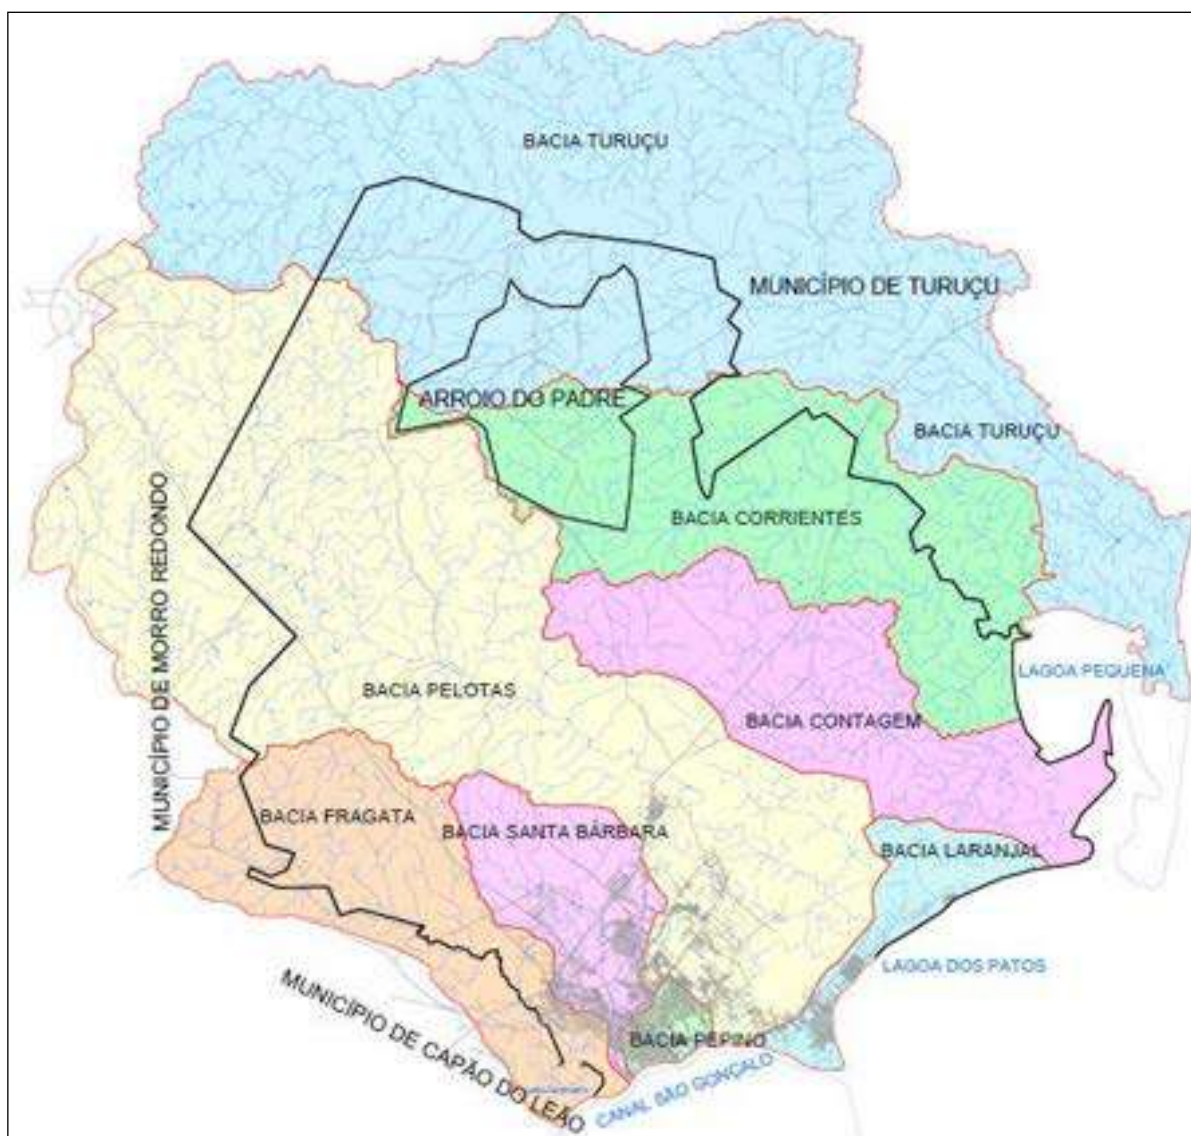 BACIA TURUÇU
MUNICÍPIO DE TURUÇU
ARROIO DO PADRE
BACIA TURUÇU
BACIA CORRIENTES
MUNICÍPIO DE MORRO REDONDO
LAGOA PEQUENA
BACIA PELOTAS
BACIA CONTAGEM
BACIA FRAGATA
BACIA SANTA BÁRBARA
BACIA LARANJAL
LAGOA DOS PATOS
MUNICÍPIO DE CAPÃO DO LEÃO
BACIA PEPINO
CANAL SÃO GONÇALO